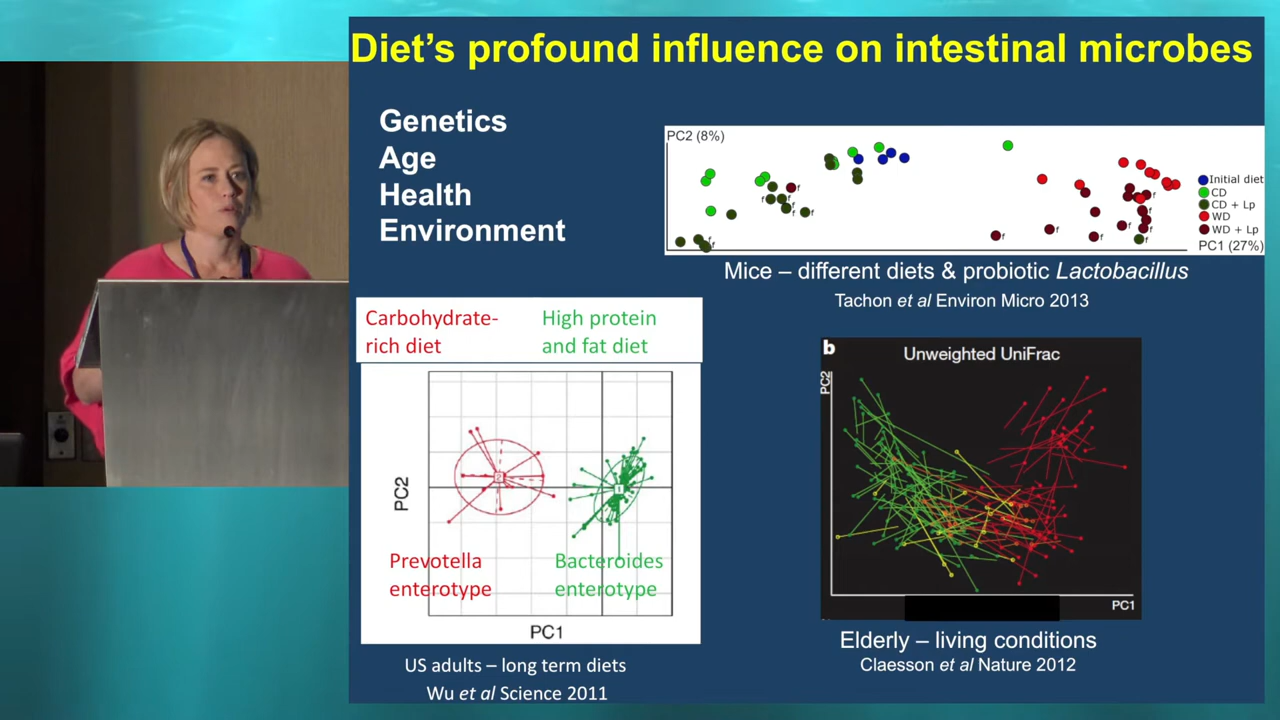 Diet's profound influence on intestinal microbes
Genetics
Age
Health
Environment
PC2 (8%)
Initial diet
CD
CD + Lp
WD
WD + Lp
PC1 (27%)
f f f f f f f f f f f f f
Mice – different diets & probiotic Lactobacillus
Tachon et al Environ Micro 2013
Carbohydrate-
rich diet
High protein
and fat diet
PC2
2
1
Prevotella
enterotype
Bacteroides
enterotype
PC1
US adults – long term diets
Wu et al Science 2011
b
Unweighted UniFrac
PC2
PC1
Elderly – living conditions
Claesson et al Nature 2012